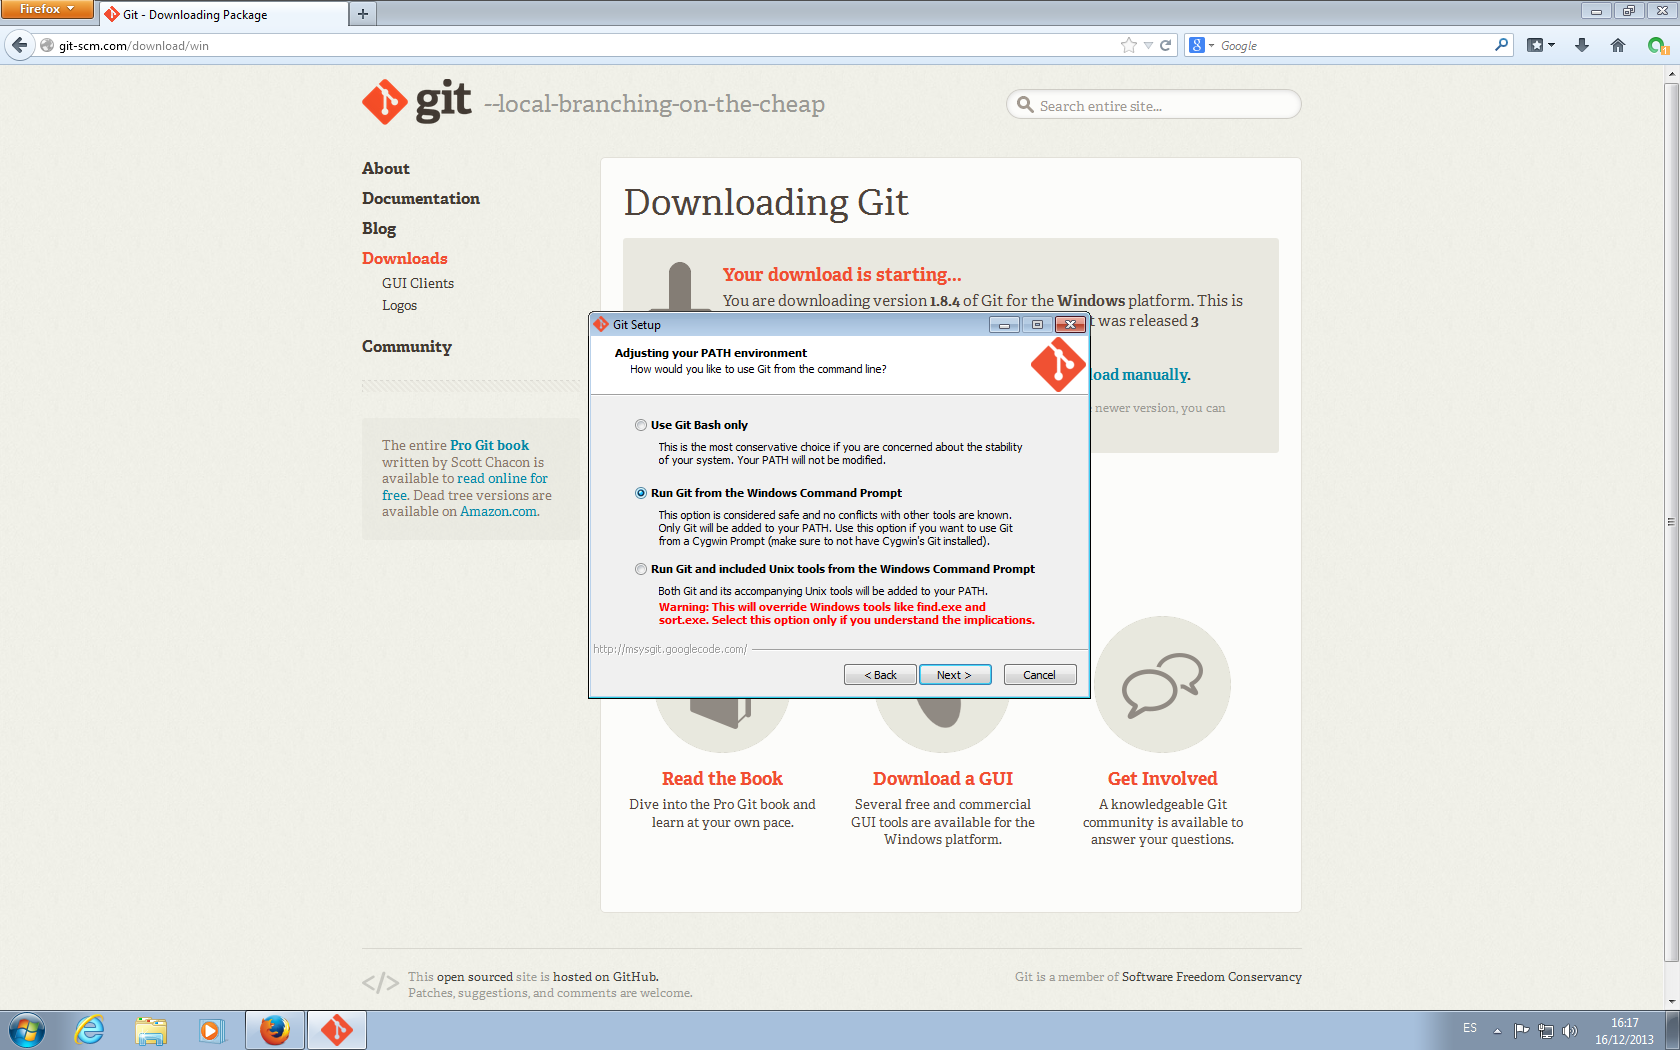 Firefox
Git - Downloading Package
git-scm.com/download/win
Google
git --local-branching-on-the-cheap
Search entire site...
About
Documentation
Blog
Downloads
GUI Clients
Logos
Community
The entire Pro Git book
written by Scott Chacon is
available to read online for
free. Dead tree versions are
available on Amazon.com.
Downloading Git
Your download is starting...
You are downloading version 1.8.4 of Git for the Windows platform. This is
t was released 3
load manually.
newer version, you can
Git Setup
Adjusting your PATH environment
How would you like to use Git from the command line?
Use Git Bash only
This is the most conservative choice if you are concerned about the stability
of your system. Your PATH will not be modified.
Run Git from the Windows Command Prompt
This option is considered safe and no conflicts with other tools are known.
Only Git will be added to your PATH. Use this option if you want to use Git
from a Cygwin Prompt (make sure to not have Cygwin's Git installed).
Run Git and included Unix tools from the Windows Command Prompt
Both Git and its accompanying Unix tools will be added to your PATH.
Warning: This will override Windows tools like find.exe and
sort.exe. Select this option only if you understand the implications.
http://msysgit.googlecode.com/
< Back
Next >
Cancel
Read the Book
Dive into the Pro Git book and
learn at your own pace.
Download a GUI
Several free and commercial
GUI tools are available for the
Windows platform.
Get Involved
A knowledgeable Git
community is available to
answer your questions.
</> This open sourced site is hosted on GitHub.
Patches, suggestions, and comments are welcome.
Git is a member of Software Freedom Conservancy
ES
16:17
16/12/2013